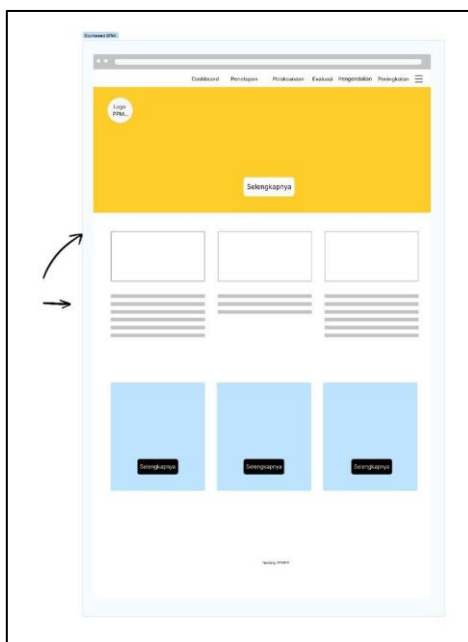 Dashboard Penetapan Pelaksanaan Evaluasi Pengendalian Peningkatan
Logo
PPM...
Selengkapnya
Selengkapnya Selengkapnya Selengkapnya